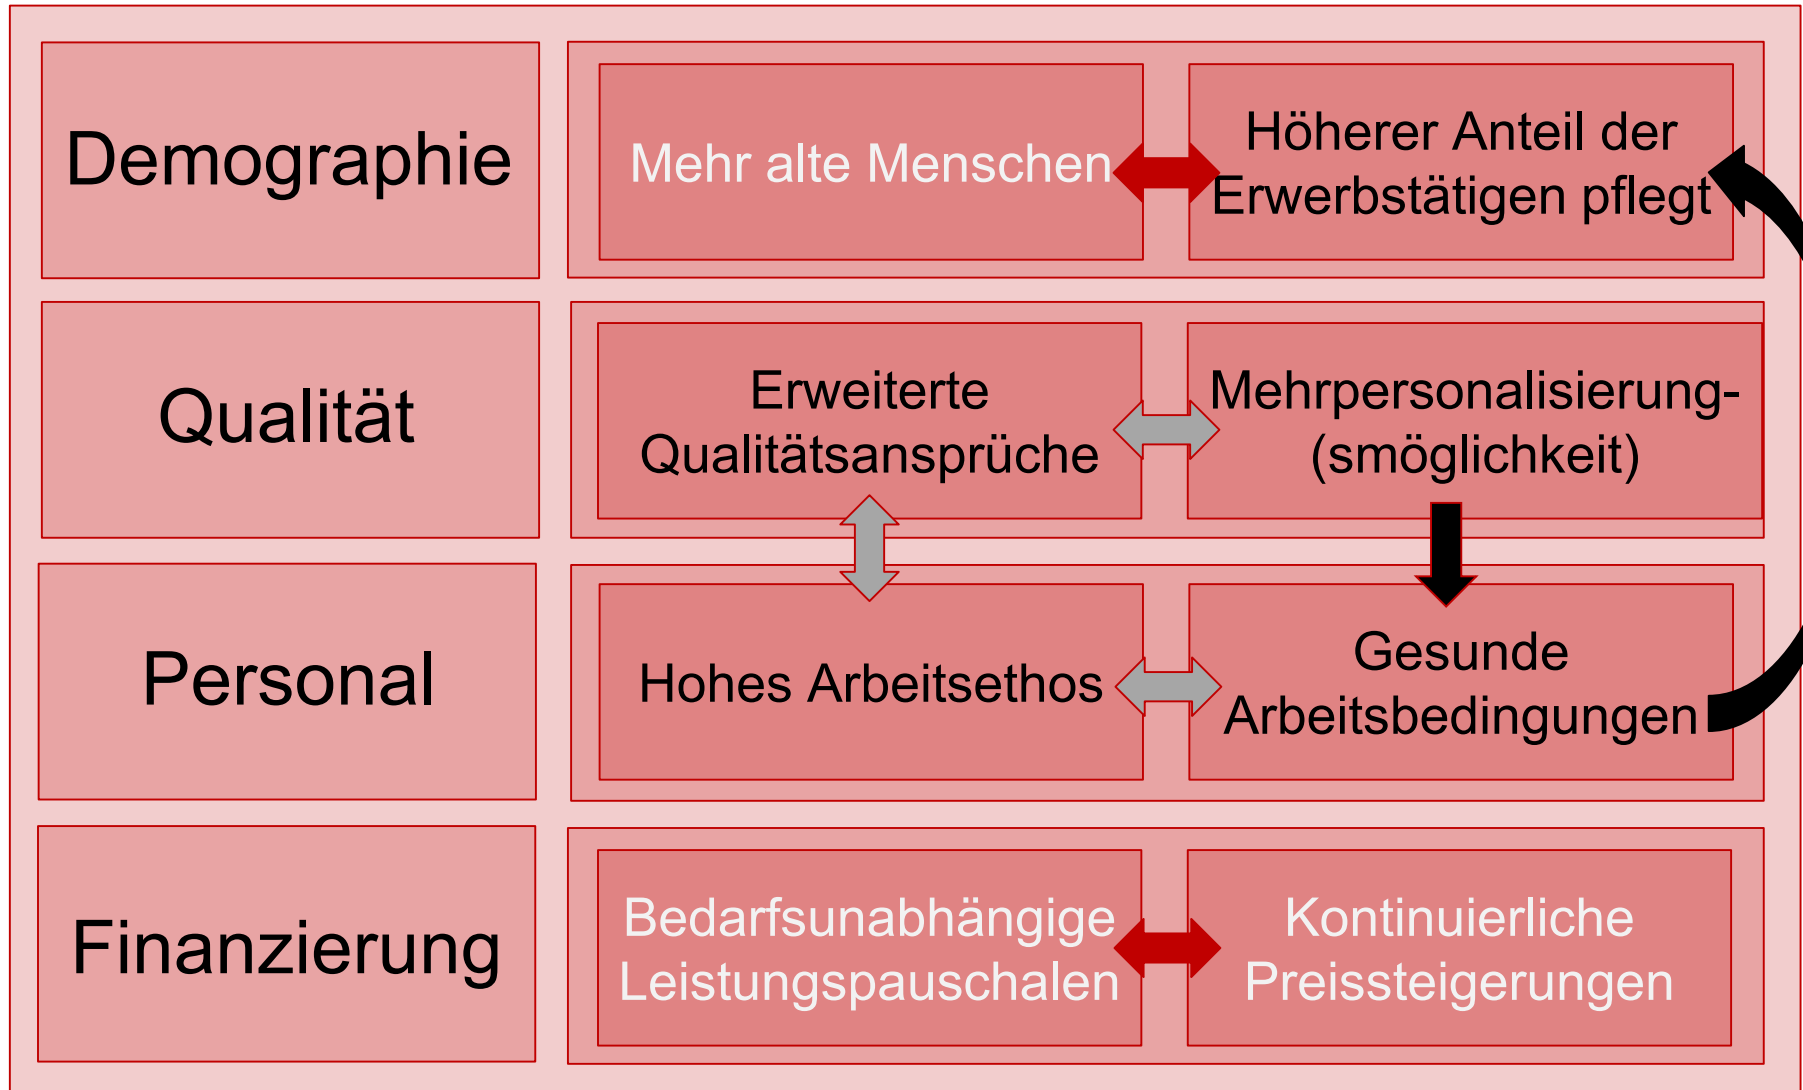 Demographie
Mehr alte Menschen
Höherer Anteil der
Erwerbstätigen pflegt
Qualität
Erweiterte
Qualitätsansprüche
Mehrpersonalisierung-
(smöglichkeit)
Personal
Hohes Arbeitsethos
Gesunde
Arbeitsbedingungen
Finanzierung
Bedarfsunabhängige
Leistungspauschalen
Kontinuierliche
Preissteigerungen